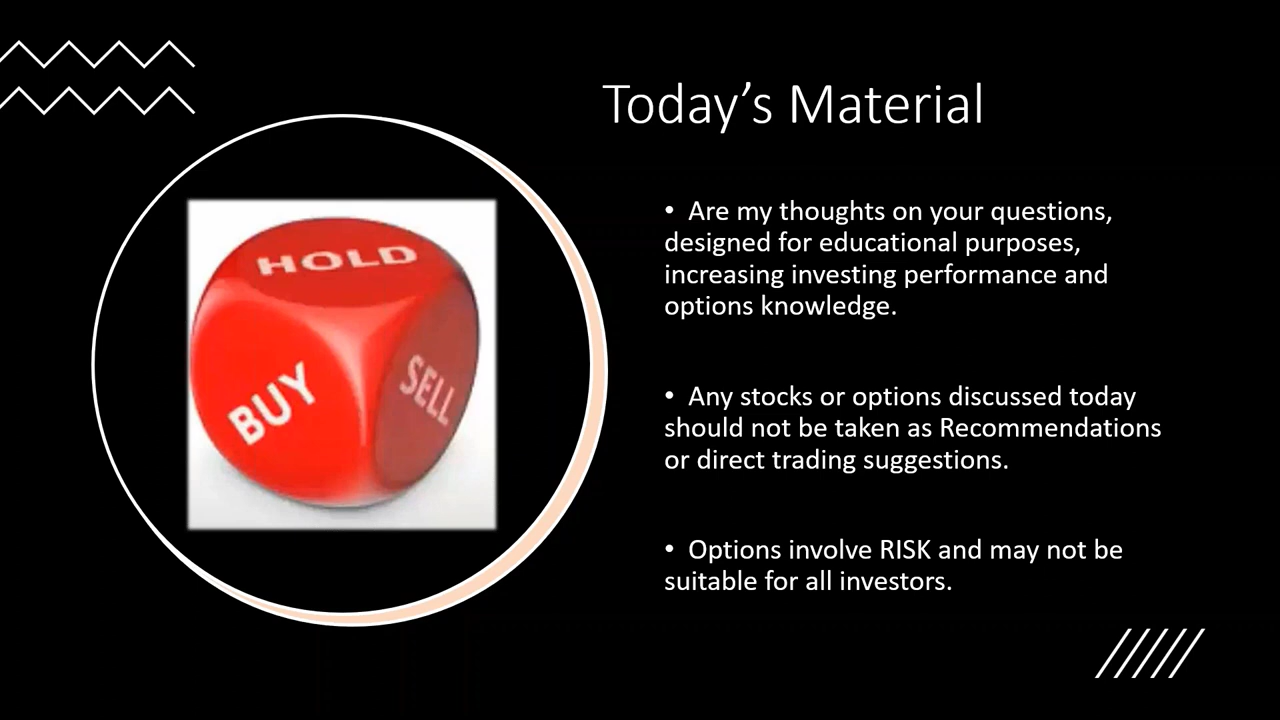 Today’s Material
HOLD
BUY
SELL
• Are my thoughts on your questions,
designed for educational purposes,
increasing investing performance and
options knowledge.
• Any stocks or options discussed today
should not be taken as Recommendations
or direct trading suggestions.
• Options involve RISK and may not be
suitable for all investors.